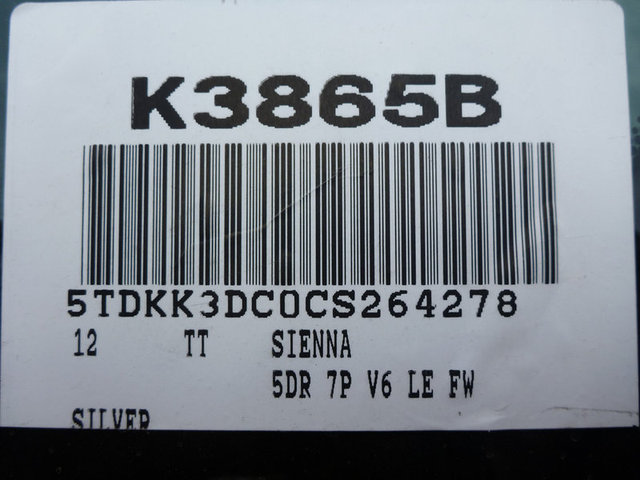 K3865B
5TDKK3DC0CS264278
12 TT SIENNA
5DR 7P V6 LE FW
SILVER